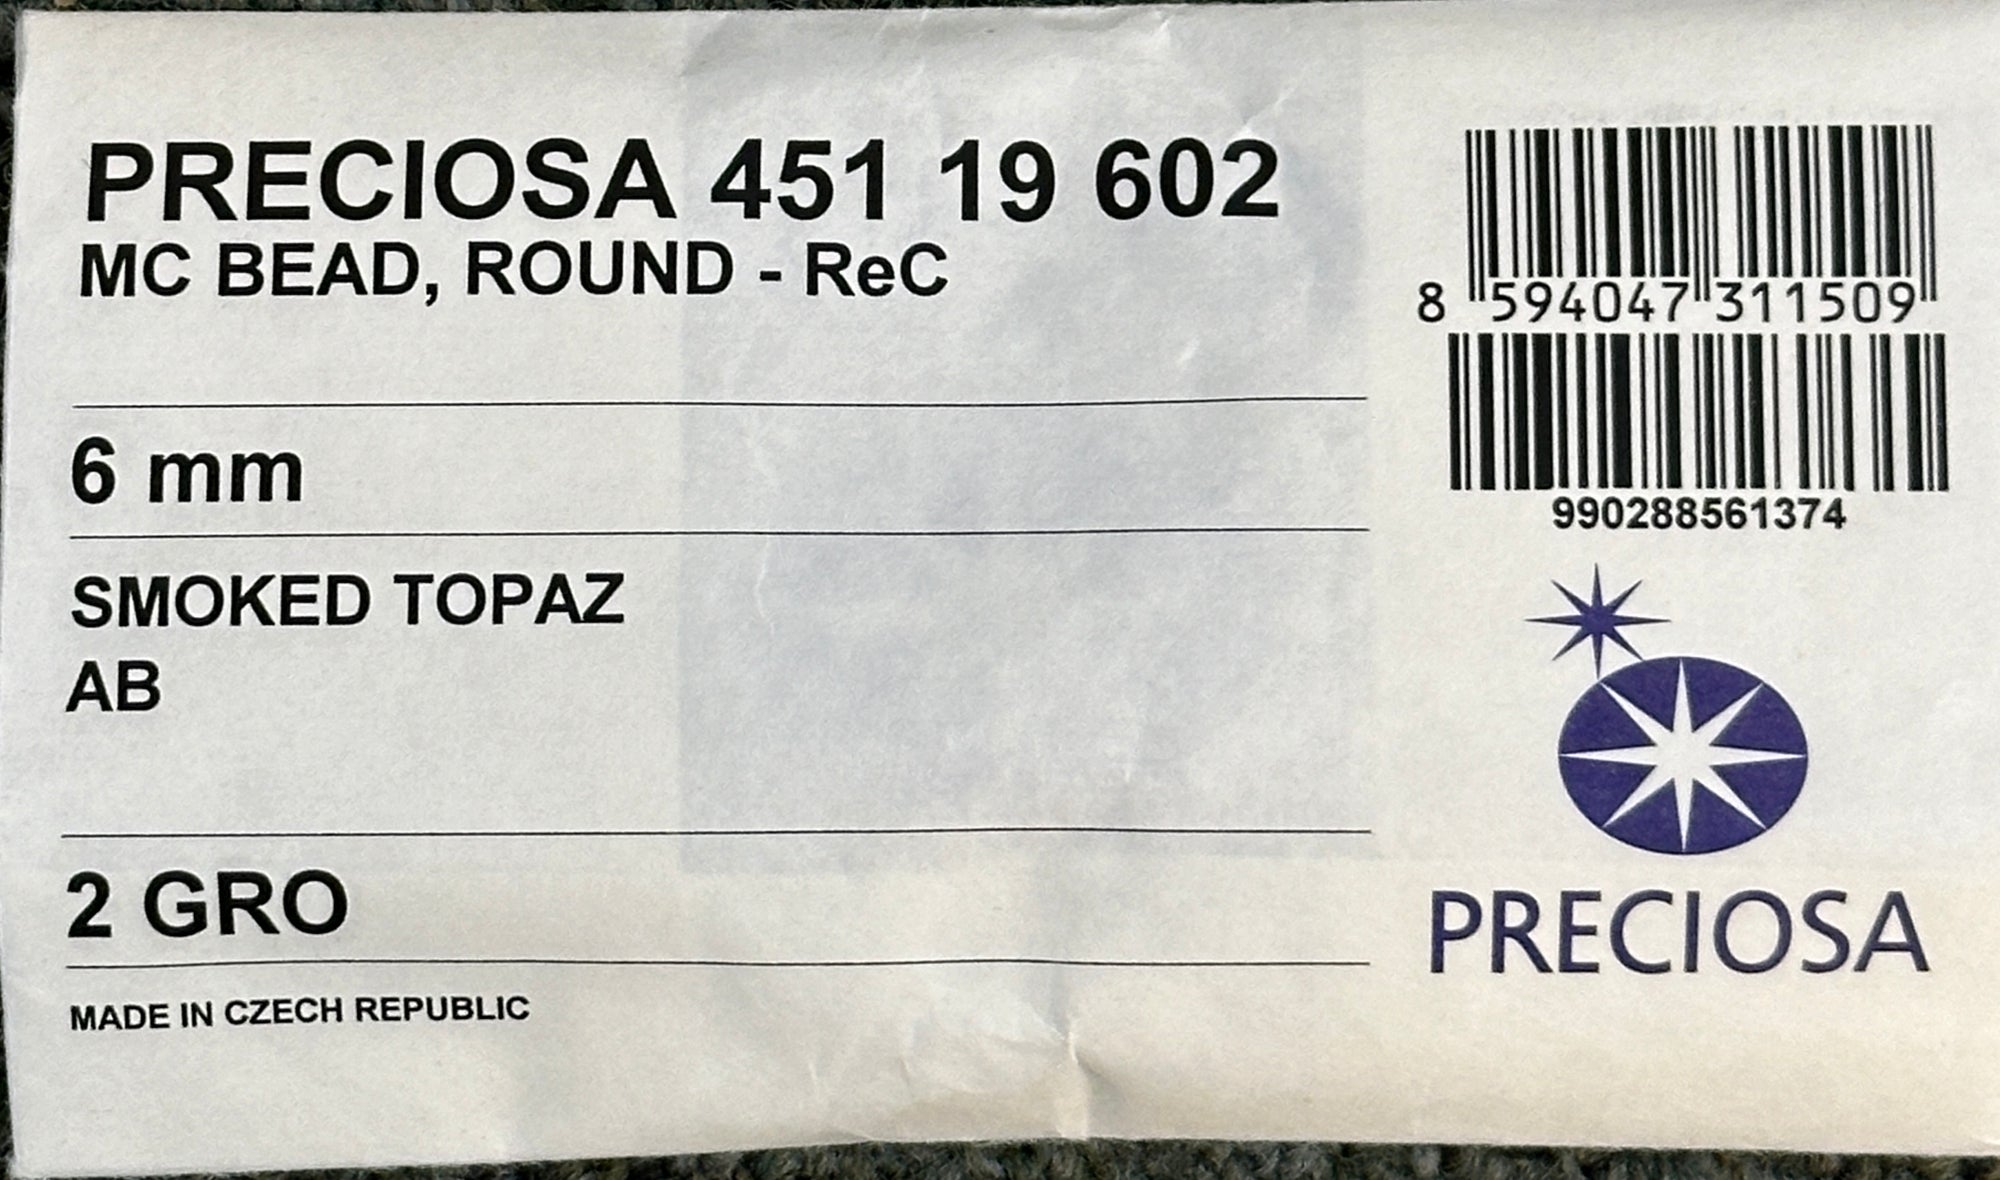 PRECIOSA 451 19 602
MC BEAD, ROUND - ReC
6 mm
SMOKED TOPAZ
AB
2 GRO
MADE IN CZECH REPUBLIC
8 594047 311509
990288561374
PRECIOSA